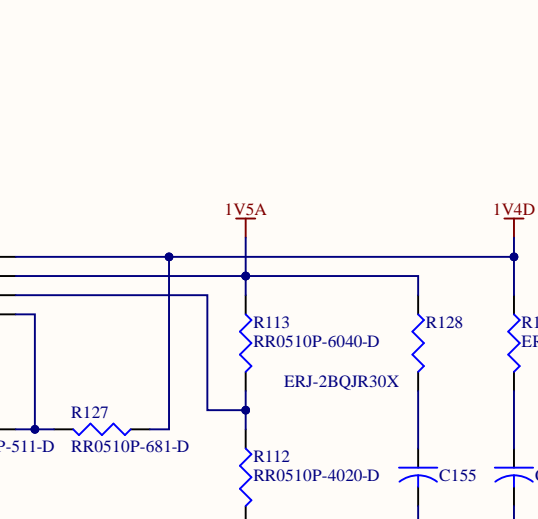 1V5A
1V4D
R113
RR0510P-6040-D
R128
ERJ-2BQJR30X
R127
P-511-D
RR0510P-681-D
R112
RR0510P-4020-D
C155